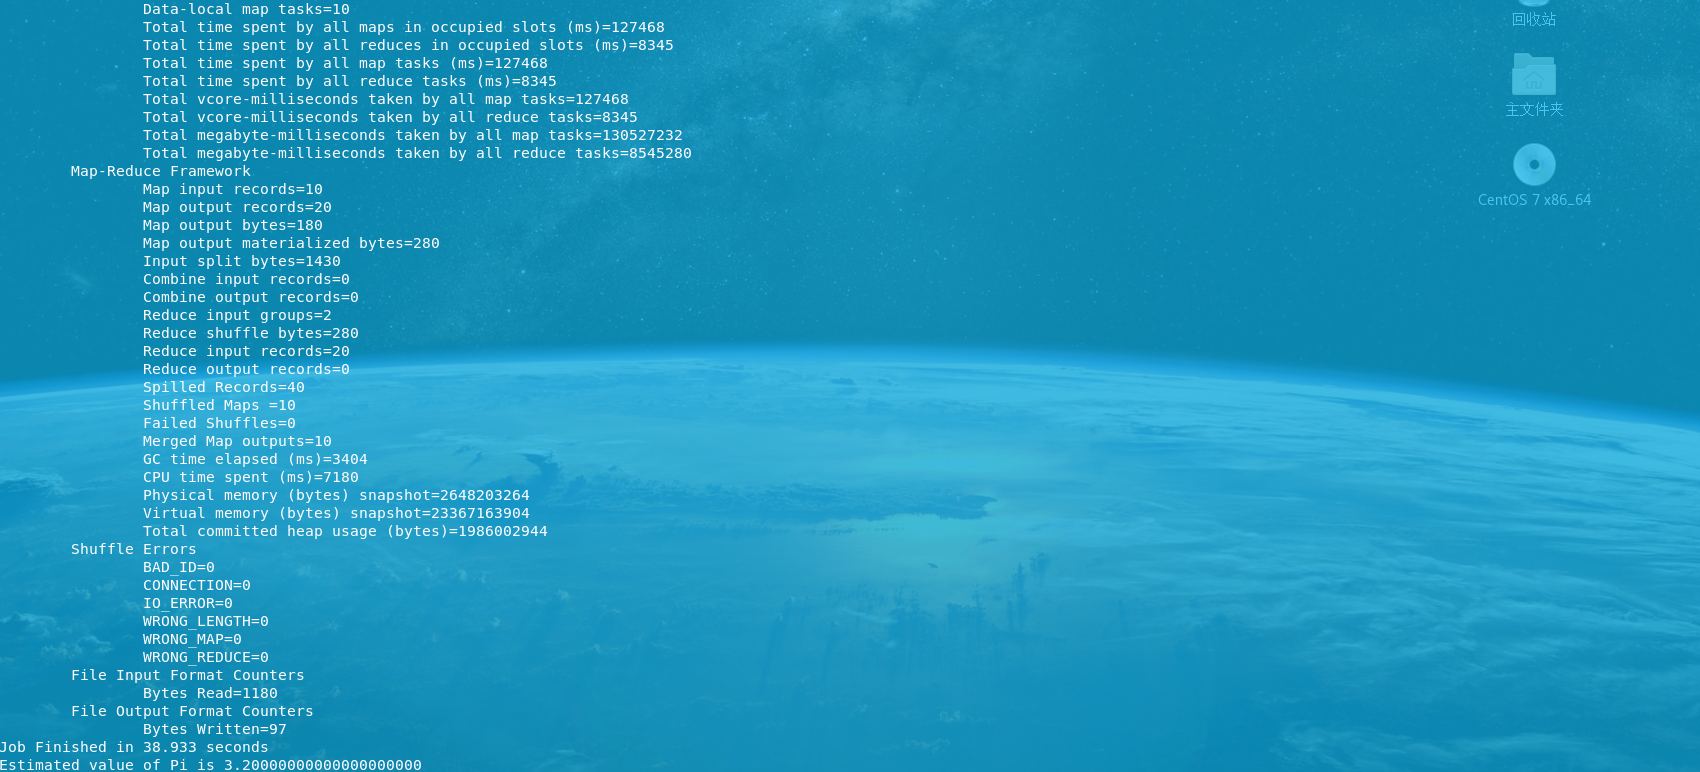 Data-local map tasks=10
Total time spent by all maps in occupied slots (ms)=127468
Total time spent by all reduces in occupied slots (ms)=8345
Total time spent by all map tasks (ms)=127468
Total time spent by all reduce tasks (ms)=8345
Total vcore-milliseconds taken by all map tasks=127468
Total vcore-milliseconds taken by all reduce tasks=8345
Total megabyte-milliseconds taken by all map tasks=130527232
Total megabyte-milliseconds taken by all reduce tasks=8545280
Map-Reduce Framework
Map input records=10
Map output records=20
Map output bytes=180
Map output materialized bytes=280
Input split bytes=1430
Combine input records=0
Combine output records=0
Reduce input groups=2
Reduce shuffle bytes=280
Reduce input records=20
Reduce output records=0
Spilled Records=40
Shuffled Maps =10
Failed Shuffles=0
Merged Map outputs=10
GC time elapsed (ms)=3404
CPU time spent (ms)=7180
Physical memory (bytes) snapshot=2648203264
Virtual memory (bytes) snapshot=23367163904
Total committed heap usage (bytes)=1986002944
Shuffle Errors
BAD_ID=0
CONNECTION=0
IO_ERROR=0
WRONG_LENGTH=0
WRONG_MAP=0
WRONG_REDUCE=0
File Input Format Counters
Bytes Read=1180
File Output Format Counters
Bytes Written=97
Job Finished in 38.933 seconds
Estimated value of Pi is 3.20000000000000000000
回收站
主文件夹
CentOS 7 x86_64